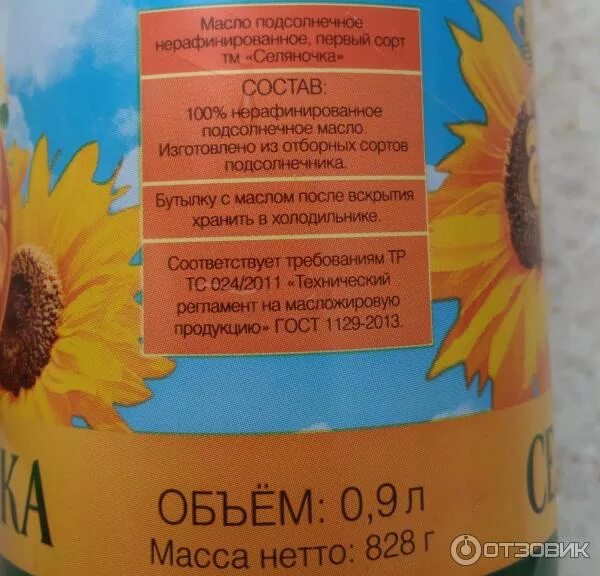 Масло подсолнечное
нерафинированное, первый сорт
тм «Селяночка»
СОСТАВ:
100% нерафинированное
подсолнечное масло.
Изготовлено из отборных сортов
подсолнечника.
Бутылку с маслом после вскрытия
хранить в холодильнике.
Соответствует требованиям ТР
ТС 024/2011 «Технический
регламент на масложировую
продукцию» ГОСТ 1129-2013.
КА
СЕ
ОБЪЁМ: 0,9 л
Масса нетто: 828 г
ОТЗОВИК